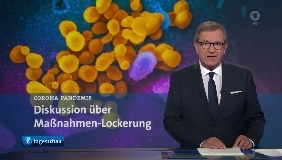 CORONA PANDEMIE
Diskussion über
Maßnahmen-Lockerung
tagesschau